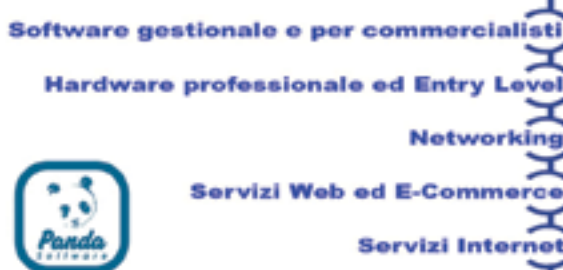 Software gestionale e per commercialisti
Hardware professionale ed Entry Level
Networking
Servizi Web ed E-Commerce
Servizi Internet
Panda
Software